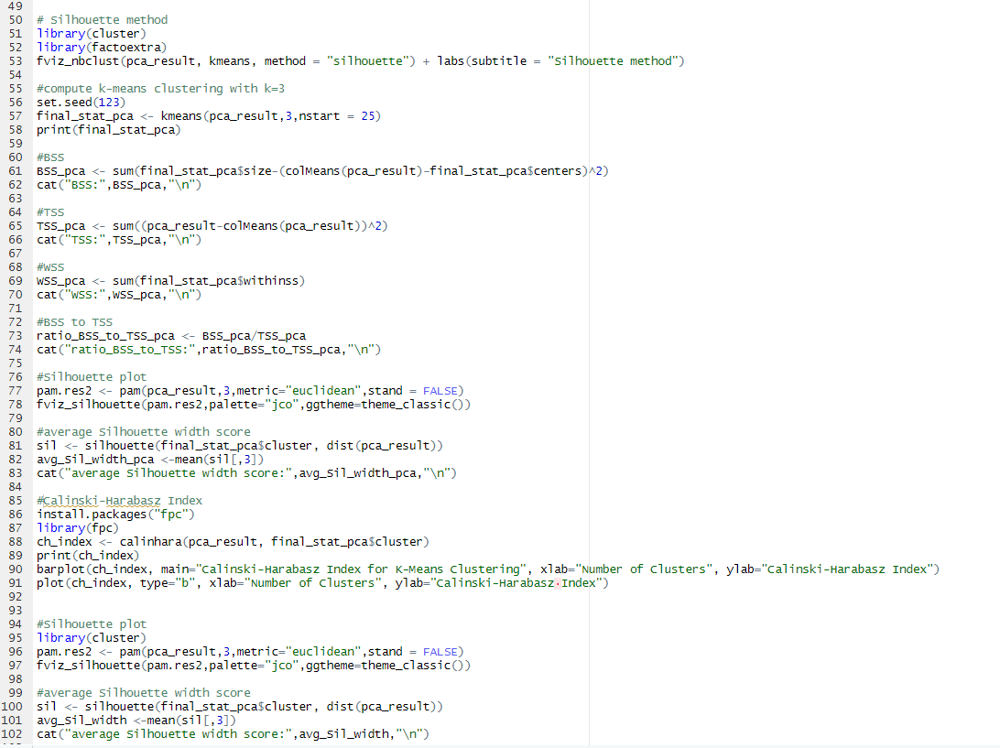 49
50 # Silhouette method
51 library(cluster)
52 library(factoextra)
53 fviz_nbclust(pca_result, kmeans, method = "silhouette") + labs(subtitle = "Silhouette method")
54
55 #compute k-means clustering with k=3
56 set.seed(123)
57 final_stat_pca <- kmeans(pca_result,3,nstart = 25)
58 print(final_stat_pca)
59
60 #BSS
61 BSS_pca <- sum(final_stat_pca$size-(colMeans(pca_result)-final_stat_pca$centers)^2)
62 cat("BSS:",BSS_pca,"\n")
63
64 #TSS
65 TSS_pca <- sum((pca_result-colMeans(pca_result))^2)
66 cat("TSS:",TSS_pca,"\n")
67
68 #WSS
69 WSS_pca <- sum(final_stat_pca$withinss)
70 cat("WSS:",WSS_pca,"\n")
71
72 #BSS to TSS
73 ratio_BSS_to_TSS_pca <- BSS_pca/TSS_pca
74 cat("ratio_BSS_to_TSS:",ratio_BSS_to_TSS_pca,"\n")
75
76 #Silhouette plot
77 pam.res2 <- pam(pca_result,3,metric="euclidean",stand = FALSE)
78 fviz_silhouette(pam.res2,palette="jco",ggtheme=theme_classic())
79
80 #average Silhouette width score
81 sil <- silhouette(final_stat_pca$cluster, dist(pca_result))
82 avg_Sil_width_pca <-mean(sil[,3])
83 cat("average Silhouette width score:",avg_Sil_width_pca,"\n")
84
85 #Calinski-Harabasz Index
86 install.packages("fpc")
87 library(fpc)
88 ch_index <- calinhara(pca_result, final_stat_pca$cluster)
89 print(ch_index)
90 barplot(ch_index, main="Calinski-Harabasz Index for K-Means Clustering", xlab="Number of Clusters", ylab="Calinski-Harabasz Index")
91 plot(ch_index, type="b", xlab="Number of Clusters", ylab="Calinski-Harabasz·Index")
92
93
94 #Silhouette plot
95 library(cluster)
96 pam.res2 <- pam(pca_result,3,metric="euclidean",stand = FALSE)
97 fviz_silhouette(pam.res2,palette="jco",ggtheme=theme_classic())
98
99 #average Silhouette width score
100 sil <- silhouette(final_stat_pca$cluster, dist(pca_result))
101 avg_Sil_width <-mean(sil[,3])
102 cat("average Silhouette width score:",avg_Sil_width,"\n")